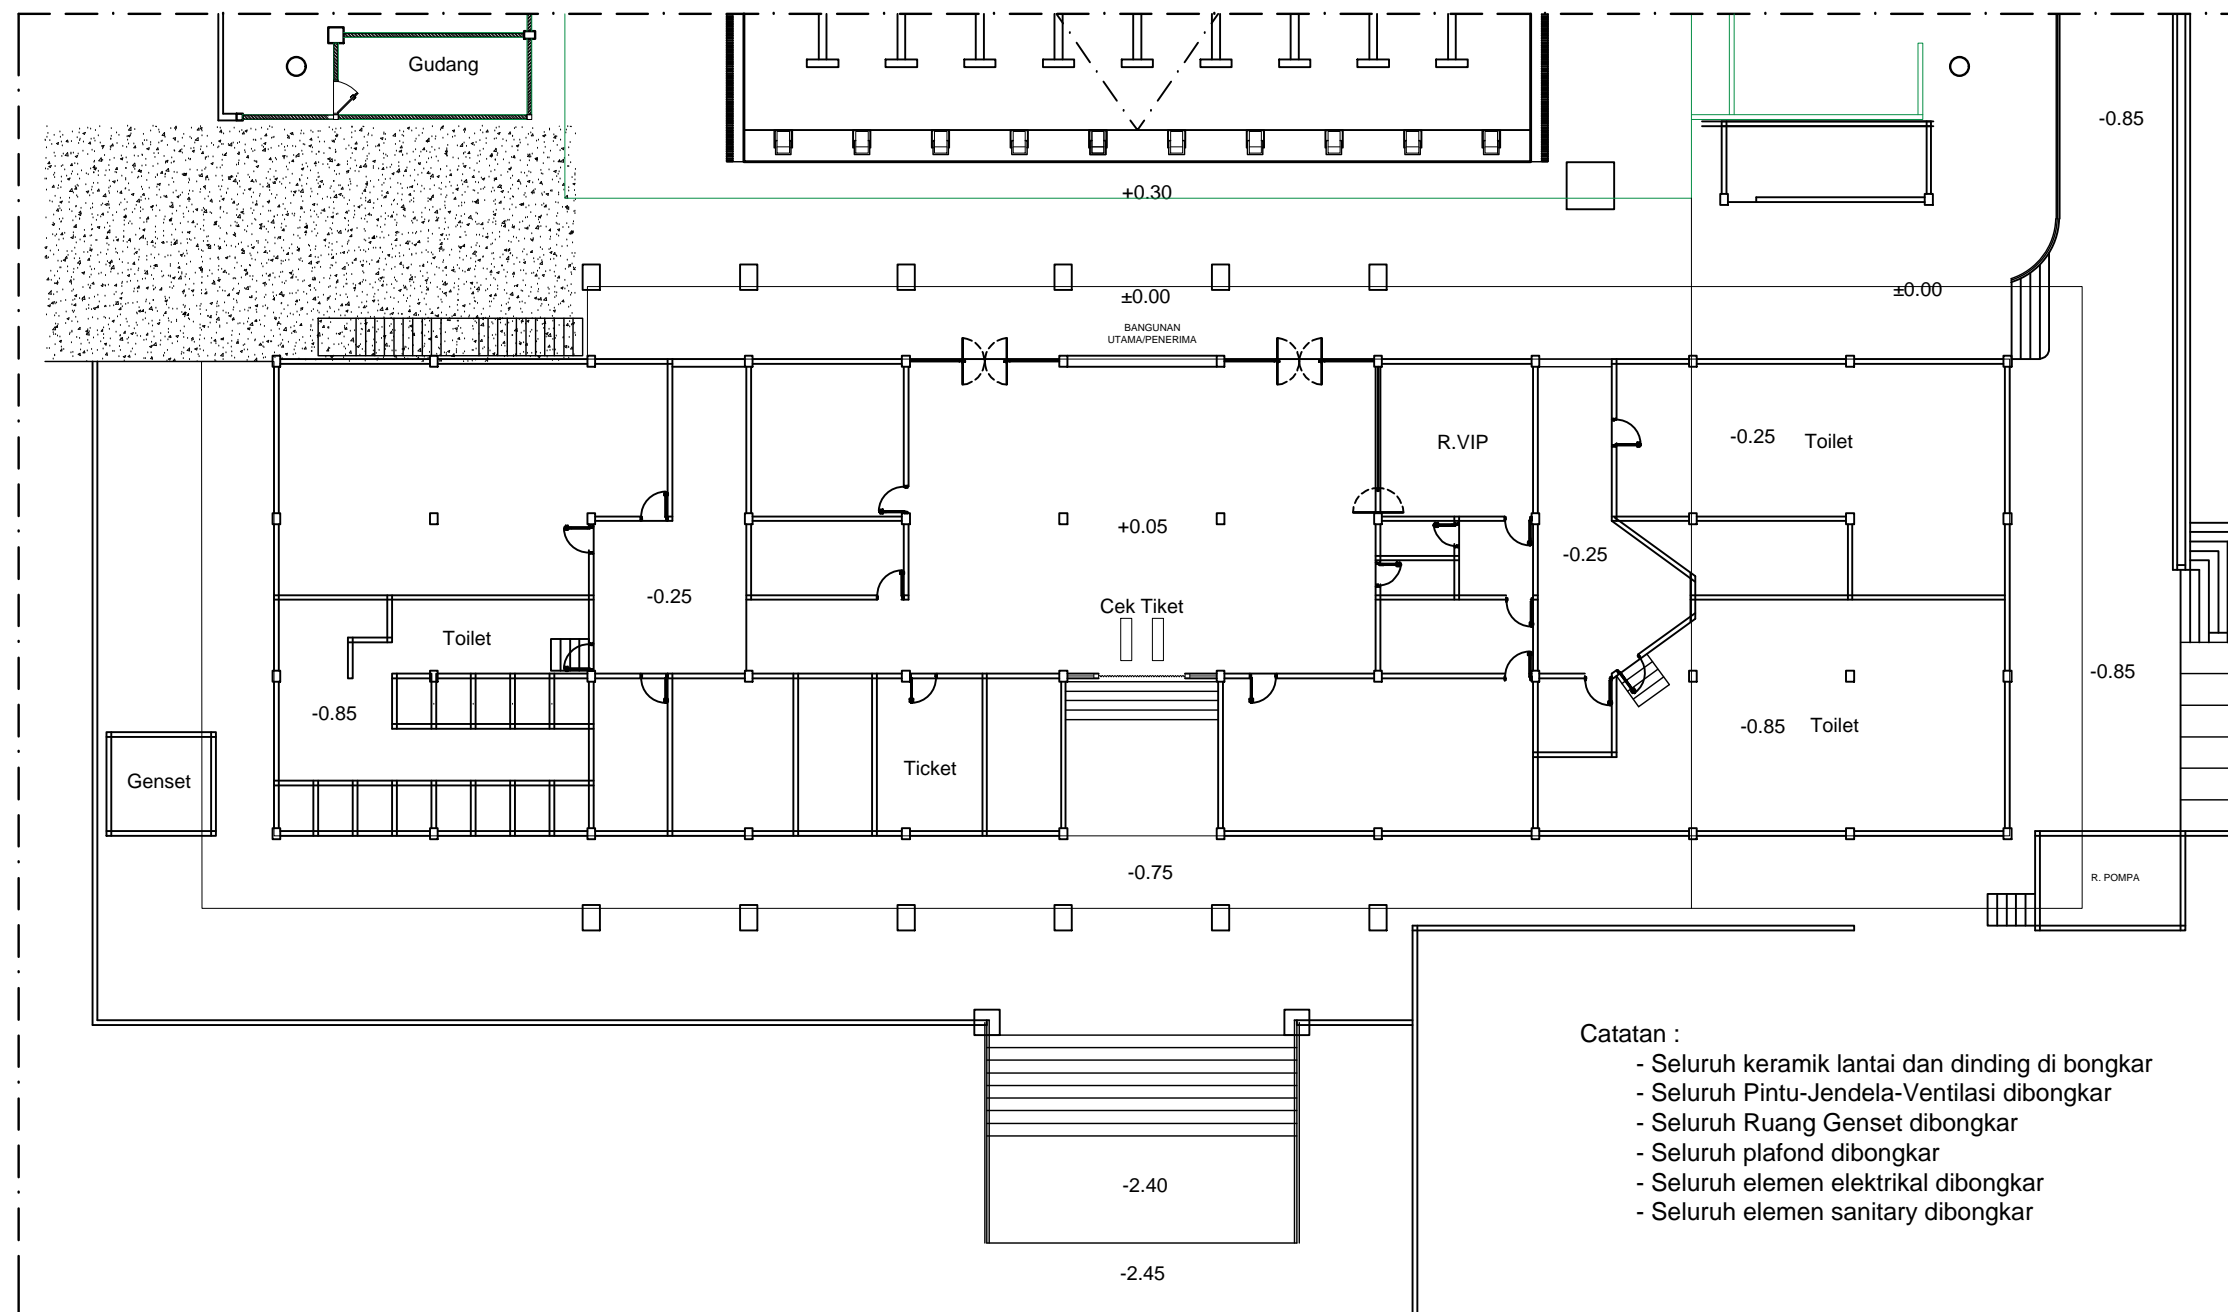 Gudang
-0.85
+0.30
±0.00
±0.00
BANGUNAN
UTAMA/PENERIMA
R.VIP
-0.25
Toilet
+0.05
-0.25
-0.25
Cek Tiket
Toilet
-0.85
-0.85
-0.85
Toilet
Genset
Ticket
-0.75
R. POMPA
Catatan :
- Seluruh keramik lantai dan dinding di bongkar
- Seluruh Pintu-Jendela-Ventilasi dibongkar
- Seluruh Ruang Genset dibongkar
- Seluruh plafond dibongkar
- Seluruh elemen elektrikal dibongkar
- Seluruh elemen sanitary dibongkar
-2.40
-2.45